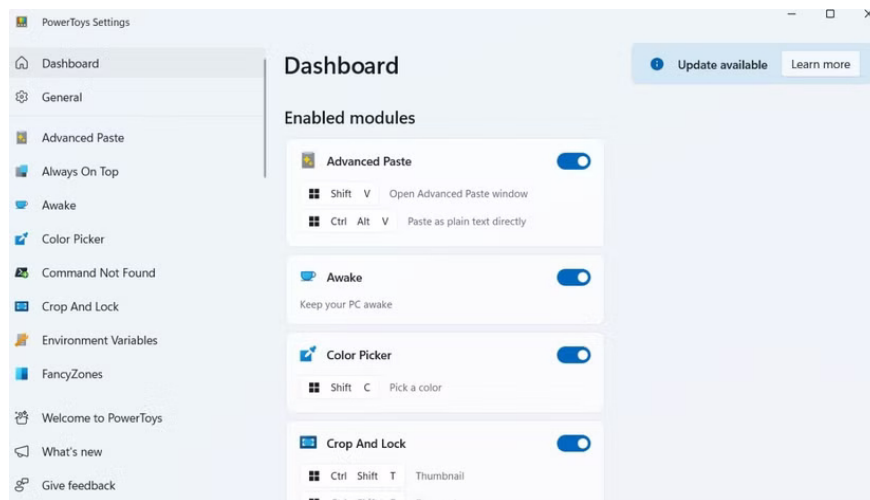 PowerToys Settings
Dashboard
General
Advanced Paste
Always On Top
Awake
Color Picker
Command Not Found
Crop And Lock
Environment Variables
FancyZones
Welcome to PowerToys
What's new
Give feedback
Dashboard
Update available Learn more
Enabled modules
Advanced Paste
Shift V Open Advanced Paste window
Ctrl Alt V Paste as plain text directly
Awake
Keep your PC awake
Color Picker
Shift C Pick a color
Crop And Lock
Ctrl Shift T Thumbnail